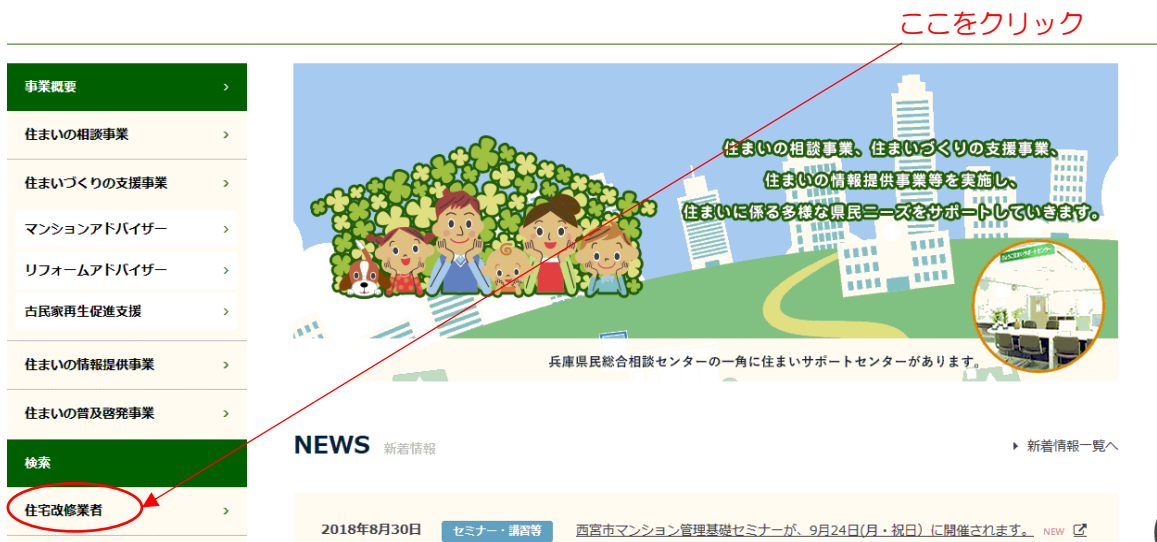 ここをクリック
事業概要
住まいの相談事業
住まいづくりの支援事業
マンションアドバイザー
リフォームアドバイザー
古民家再生促進支援
住まいの情報提供事業
住まいの普及啓発事業
検索
住宅改修業者
住まいの相談事業、住まいづくりの支援事業、
住まいの情報提供事業等を実施し、
住まいに係る多様な県民ニーズをサポートしていきます。
兵庫県民総合相談センターの一角に住まいサポートセンターがあります。
NEWS 新着情報
新着情報一覧へ
2018年8月30日 セミナー・講習等 西宮市マンション管理基礎セミナーが、9月24日(月・祝日）に開催されます。 NEW